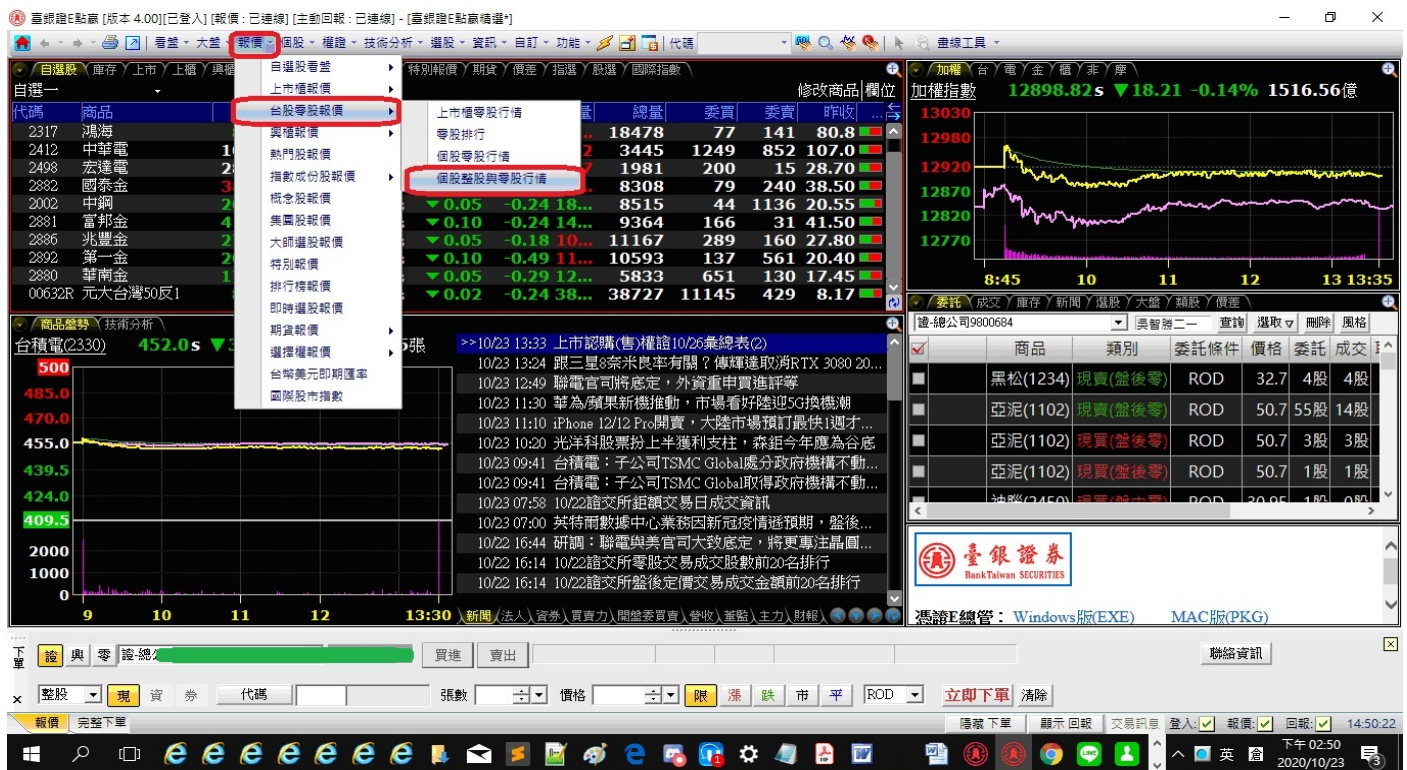 臺銀證E點贏 [版本 4.00][已登入] [報價 : 已連線] [主動回報 : 已連線] - [臺銀證E點贏精選*]
看盤 大盤 報價 個股 權證 技術分析 選股 資訊 自訂 功能 代碼 畫線工具
自選股 庫存 上市 上櫃 特別報價 期貨 價差 指選 股選 國際指數
自選一 修改商品 欄位
代碼 商品 總量 委買 委賣 昨收
2317 鴻海 18478 77 141 80.8
2412 中華電 3445 1249 852 107.0
2498 宏達電 1981 200 15 28.70
2882 國泰金 8308 79 240 38.50
2002 中鋼 ▼0.05 -0.24 18... 8515 44 1136 20.55
2881 富邦金 ▼0.10 -0.24 14... 9364 166 31 41.50
2886 兆豐金 ▼0.05 -0.18 10... 11167 289 160 27.80
2892 第一金 ▼0.10 -0.49 11... 10593 137 561 20.40
2880 華南金 ▼0.05 -0.29 12... 5833 651 130 17.45
00632R 元大台灣50反1 ▼0.02 -0.24 38... 38727 11145 429 8.17
自選股看盤
上市櫃報價
台股零股報價
興櫃報價
熱門股報價
指數成份股報價
概念股報價
集團股報價
大師選股報價
特別報價
排行榜報價
即時選股報價
期貨報價
選擇權報價
台幣美元即期匯率
國際股市指數
上市櫃零股行情
零股排行
個股零股行情
個股整股與零股行情
加權 台 電 金 櫃 非 摩
加權指數 12898.82s ▼18.21 -0.14% 1516.56億
13030
12980
12920
12870
12820
12770
8:45 10 11 12 13 13:35
商品盤勢 技術分析
台積電(2330) 452.0s 5張
500
485.0
470.0
455.0
439.5
424.0
409.5
2000
1000
0
9 10 11 12 13:30
>>10/23 13:33 上市認購(售)權證10/26彙總表(2)
10/23 13:24 跟三星8奈米良率有關？傳輝達取消RTX 3080 20...
10/23 12:49 聯電官司將底定，外資重申買進評等
10/23 11:30 華為/蘋果新機推動，市場看好陸迎5G換機潮
10/23 11:10 iPhone 12/12 Pro開賣，大陸市場預訂最快1週才...
10/23 10:20 光洋科股票扮上半獲利支柱，森鉅今年應為谷底
10/23 09:41 台積電：子公司TSMC Global處分政府機構不動...
10/23 09:41 台積電：子公司TSMC Global取得政府機構不動...
10/23 07:58 10/22證交所鉅額交易日成交資訊
10/23 07:00 英特爾數據中心業務因新冠疫情遜預期，盤後...
10/22 16:44 研調：聯電與美官司大致底定，將更專注晶圓...
10/22 16:14 10/22證交所零股交易成交股數前20名排行
10/22 16:14 10/22證交所盤後定價交易成交金額前20名排行
新聞 法人 資券 買賣力 開盤委買賣 營收 董監 主力 財報
委託 成交 庫存 新聞 選股 大盤 類股 價差
證-總公司9800684 吳智勝二一 查詢 選取 刪除 風格
商品 類別 委託條件 價格 委託 成交
黑松(1234) 現賣(盤後零) ROD 32.7 4股 4股
亞泥(1102) 現賣(盤後零) ROD 50.7 55股 14股
亞泥(1102) 現買(盤後零) ROD 50.7 3股 3股
亞泥(1102) 現買(盤後零) ROD 50.7 1股 1股
臺銀證券
BankTaiwan SECURITIES
憑證E總管： Windows版(EXE) MAC版(PKG)
下單 證 興 零 證-總 買進 賣出 聯絡資訊
整股 現 資 券 代碼 張數 價格 限 漲 跌 市 平 ROD 立即下單 清除
報價 完整下單 隱藏 下單 顯示 回報 交易訊息 登入: 報價: 回報: 14:50:22
英 下午 02:50
2020/10/23